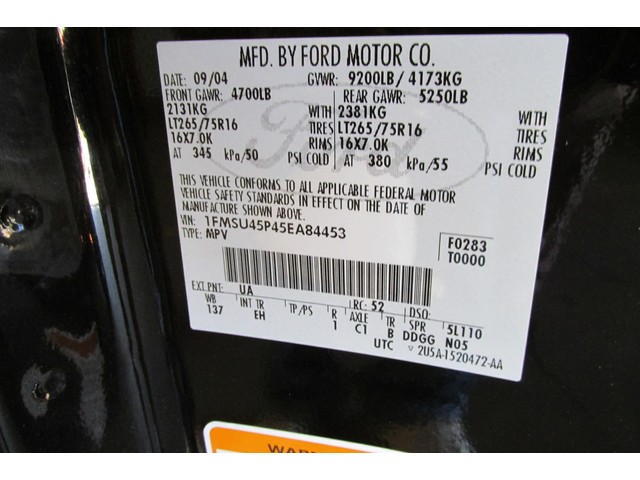 MFD. BY FORD MOTOR CO.
DATE: 09/04 GVWR: 9200LB/ 4173KG
FRONT GAWR: 4700LB REAR GAWR: 5250LB
2131KG WITH 2381KG WITH
LT265/75R16 TIRES LT265/75R16 TIRES
16X7.0K RIMS 16X7.0K RIMS
AT 345 kPa/50 PSI COLD AT 380 kPa/55 PSI COLD
THIS VEHICLE CONFORMS TO ALL APPLICABLE FEDERAL MOTOR
VEHICLE SAFETY STANDARDS IN EFFECT ON THE DATE OF
MANUFACTURE SHOWN ABOVE.
VIN: 1FMSU45P45EA84453
TYPE: MPV
F0283
T0000
EXT PNT: UA RC: 52 DSO:
WB INT TR TP/PS R AXLE TR SPR 5L110
137 EH 1 C1 B DDGG N05
UTC ▽ 2U5A-1520472-AA
Ford
WARN